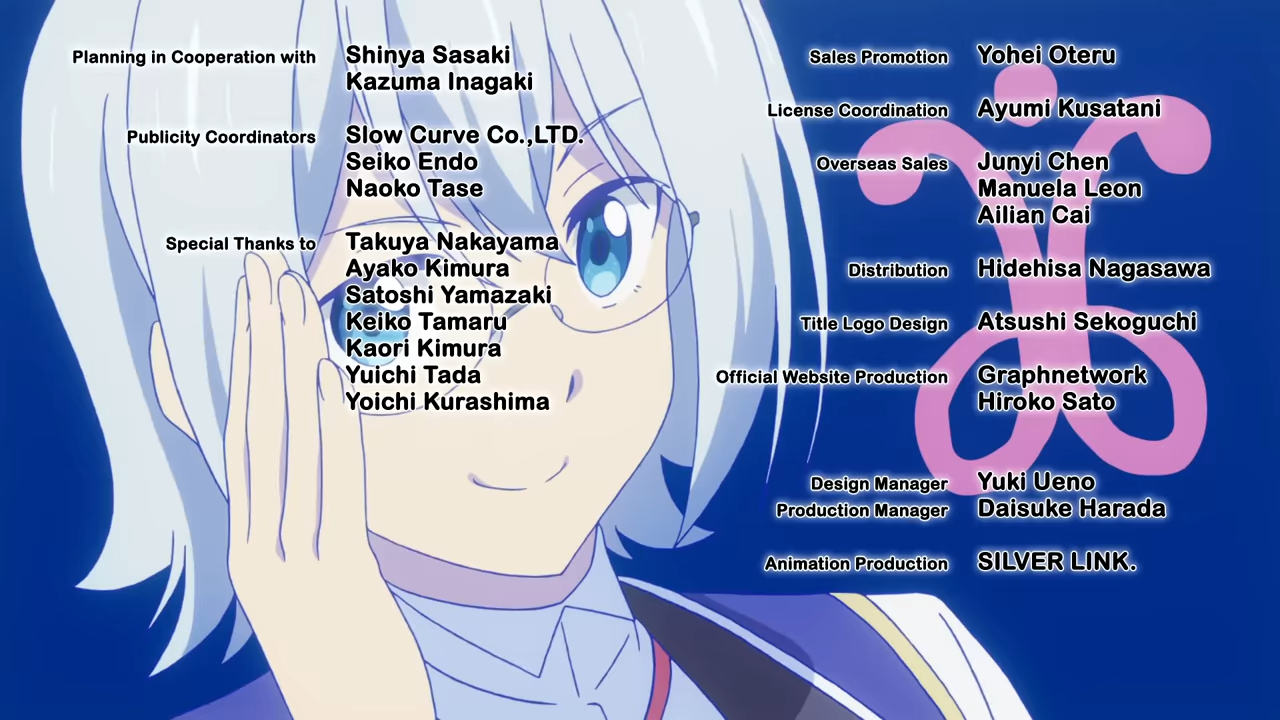 Planning in Cooperation with Shinya Sasaki
Kazuma Inagaki
Publicity Coordinators Slow Curve Co.,LTD.
Seiko Endo
Naoko Tase
Special Thanks to Takuya Nakayama
Ayako Kimura
Satoshi Yamazaki
Keiko Tamaru
Kaori Kimura
Yuichi Tada
Yoichi Kurashima
Sales Promotion Yohei Oteru
License Coordination Ayumi Kusatani
Overseas Sales Junyi Chen
Manuela Leon
Ailian Cai
Distribution Hidehisa Nagasawa
Title Logo Design Atsushi Sekoguchi
Official Website Production Graphnetwork
Hiroko Sato
Design Manager Yuki Ueno
Production Manager Daisuke Harada
Animation Production SILVER LINK.